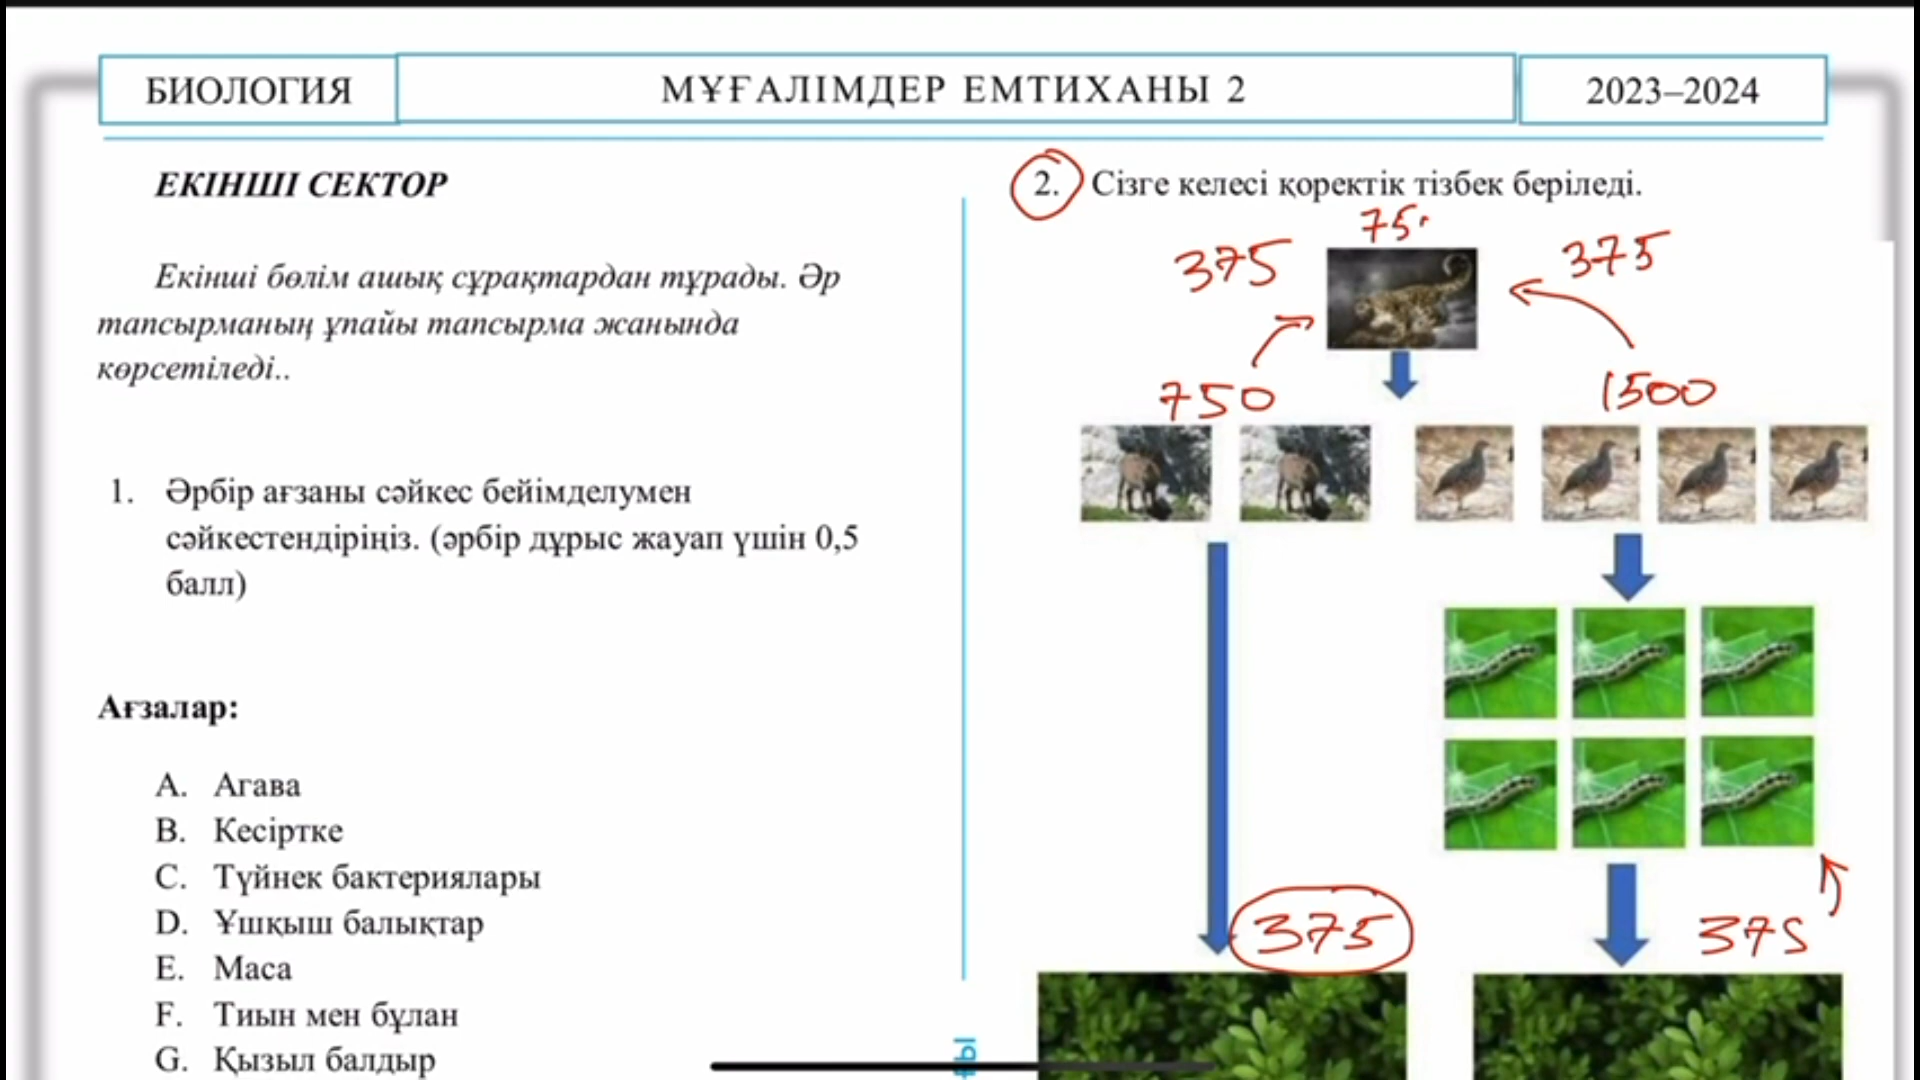 БИОЛОГИЯ
МҰҒАЛІМДЕР ЕМТИХАНЫ 2
2023–2024
ЕКІНШІ СЕКТОР
Екінші бөлім ашық сұрақтардан тұрады. Әр
тапсырманың ұпайы тапсырма жанында
көрсетіледі..
1. Әрбір ағзаны сәйкес бейімделумен
сәйкестендіріңіз. (әрбір дұрыс жауап үшін 0,5
балл)
Ағзалар:
A. Агава
B. Кесіртке
C. Түйнек бактериялары
D. Ұшқыш балықтар
E. Маса
F. Тиын мен бұлан
G. Қызыл балдыр
2. Сізге келесі қоректік тізбек беріледі.
375
375
750
1500
375
375